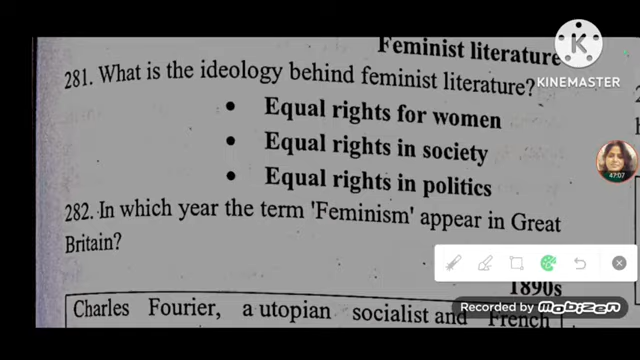 Feminist literature
KINEMASTER
281. What is the ideology behind feminist literature?
• Equal rights for women
• Equal rights in society
• Equal rights in politics
47:07
282. In which year the term 'Feminism' appear in Great
Britain?
1890s
Recorded by MOBIZEN
Charles Fourier, a utopian socialist and French